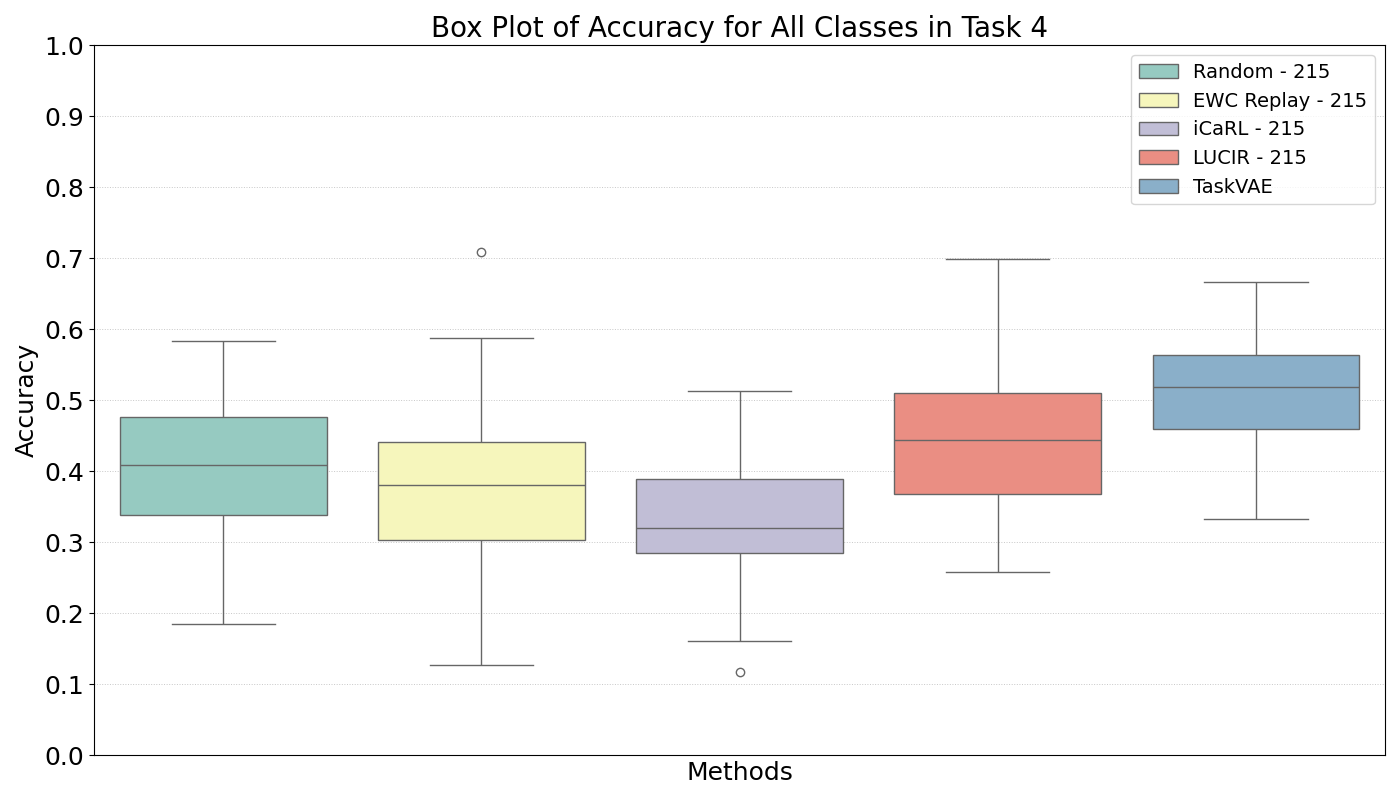 Box Plot of Accuracy for All Classes in Task 4
1.0
0.9
0.8
0.7
0.6
0.5
0.4
0.3
0.2
0.1
0.0
Accuracy
Methods
Random - 215
EWC Replay - 215
iCaRL - 215
LUCIR - 215
TaskVAE